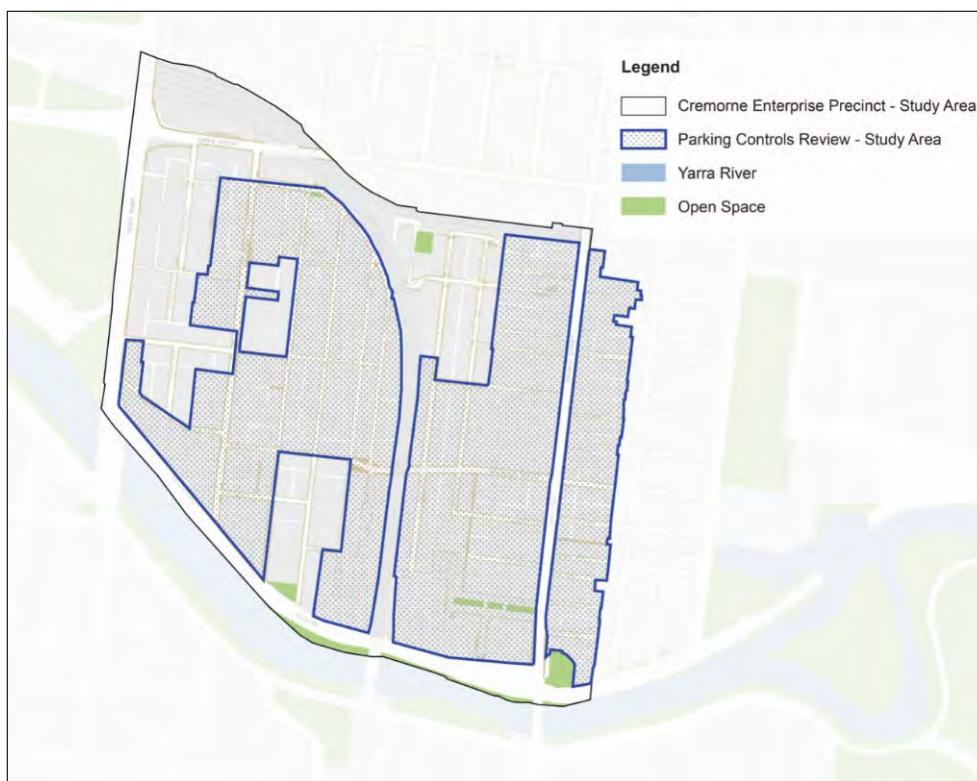 Legend
Cremorne Enterprise Precinct - Study Area
Parking Controls Review - Study Area
Yarra River
Open Space